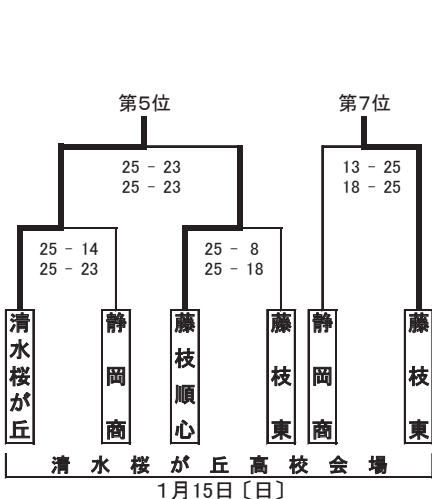 第5位
第7位
25 - 23
25 - 23
13 - 25
18 - 25
25 - 14
25 - 23
25 - 8
25 - 18
清水桜が丘
静岡商
藤枝順心
藤枝東
静岡商
藤枝東
清水桜が丘高校会場
1月15日〔日〕